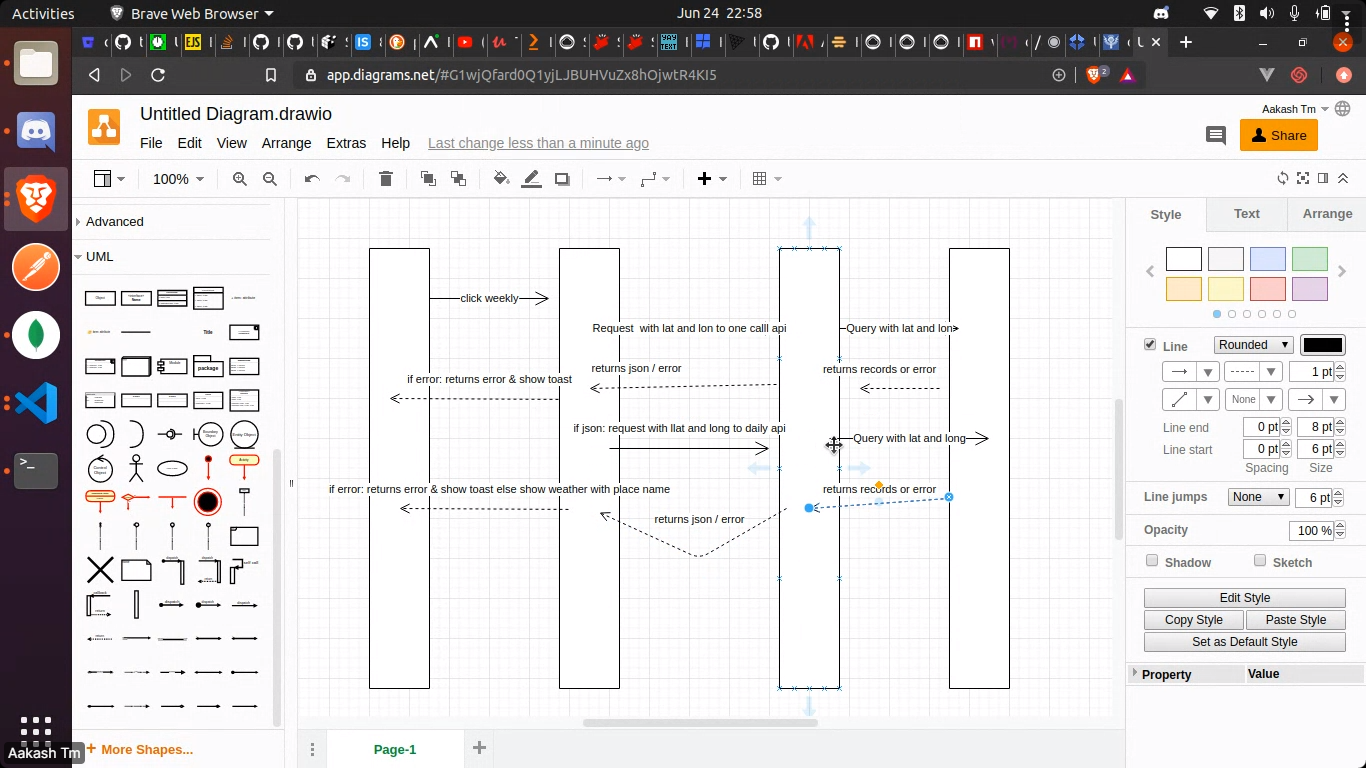 Activities
Brave Web Browser
Jun 24 22:58
app.diagrams.net/#G1wjQfard0Q1yjLJBUHVuZx8hOjwtR4KI5
2
Untitled Diagram.drawio
Aakash Tm
File Edit View Arrange Extras Help Last change less than a minute ago
Share
100%
Advanced
UML
Style Text Arrange
Line
Rounded
1 pt
None
Line end
0 pt
8 pt
Line start
0 pt
6 pt
Spacing
Size
Line jumps
None
6 pt
Opacity
100 %
Shadow
Sketch
Edit Style
Copy Style
Paste Style
Set as Default Style
Property
Value
click weekly
Request with lat and lon to one calll api
Query with lat and lon
returns json / error
returns records or error
if error: returns error & show toast
if json: request with llat and long to daily api
Query with lat and long
if error: returns error & show toast else show weather with place name
returns records or error
returns json / error
More Shapes...
Page-1
Aakash Tm